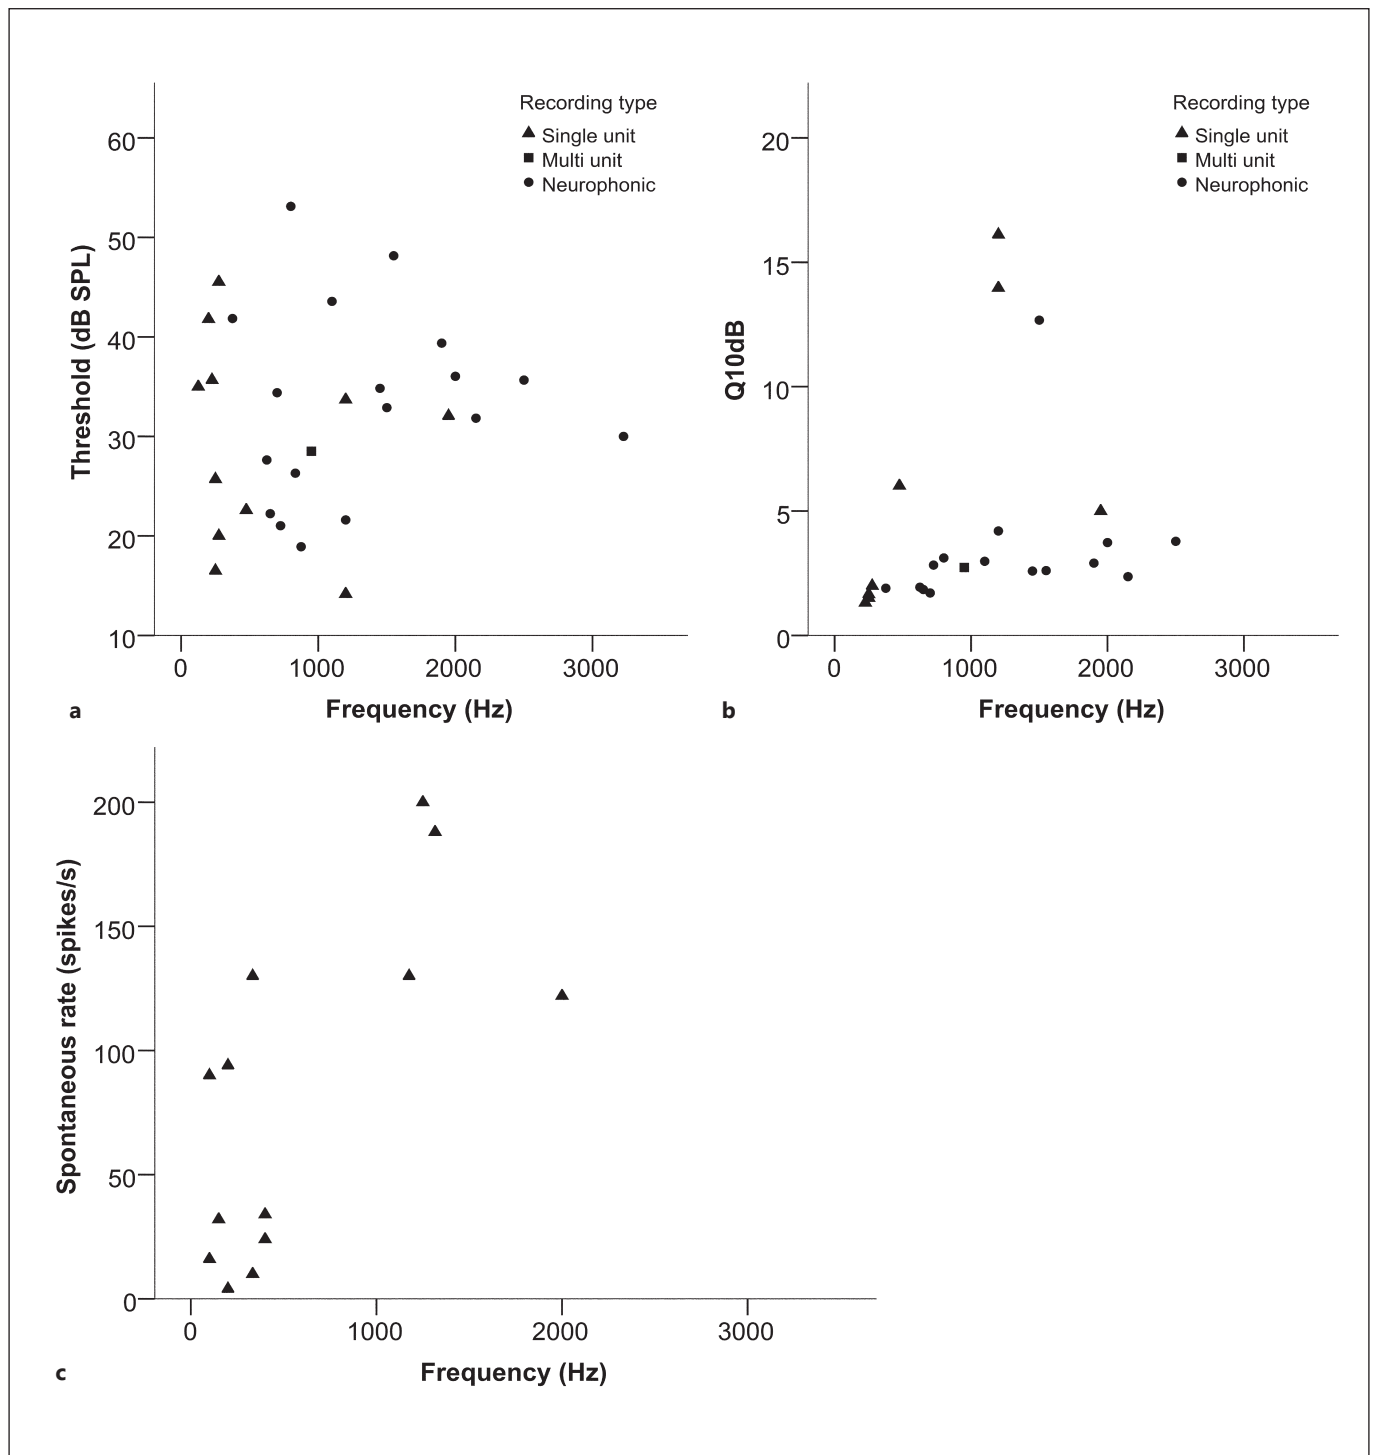 Recording type
Single unit
Multi unit
Neurophonic
60
50
40
30
20
10
Threshold (dB SPL)
0 1000 2000 3000
Frequency (Hz)
a
Recording type
Single unit
Multi unit
Neurophonic
20
15
10
5
0
Q10dB
0 1000 2000 3000
Frequency (Hz)
b
200
150
100
50
0
Spontaneous rate (spikes/s)
0 1000 2000 3000
Frequency (Hz)
c